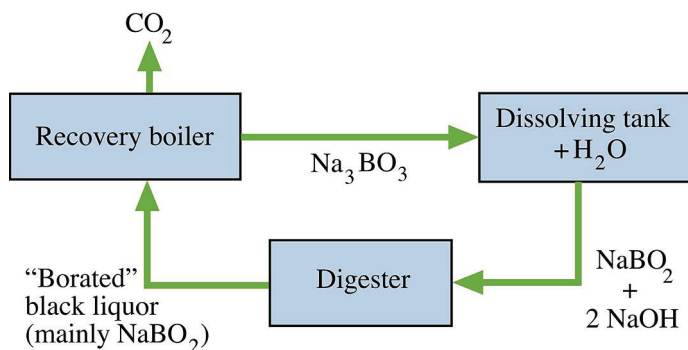 CO₂
Recovery boiler
Dissolving tank
+H₂O
Na₃BO₃
Digester
“Borated”
black liquor
(mainly NaBO₂)
NaBO₂
+
2 NaOH